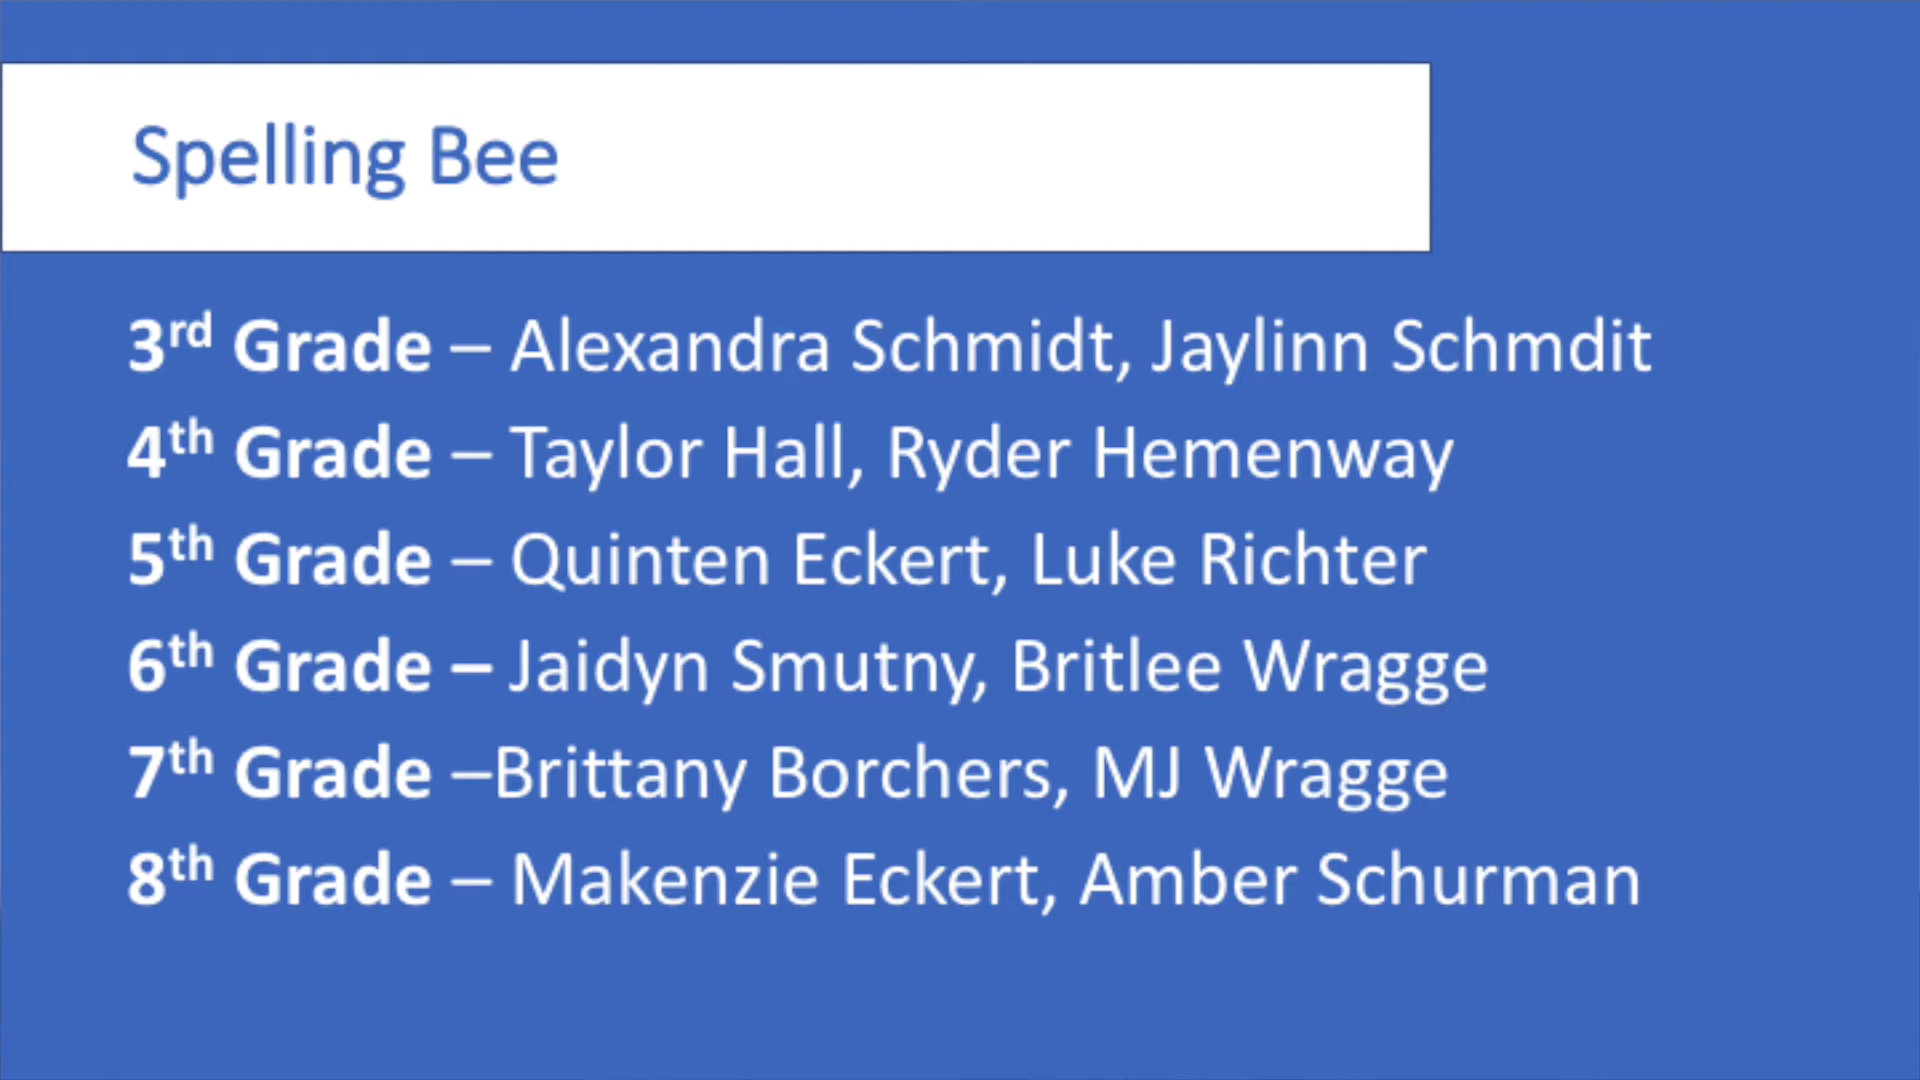 Spelling Bee
3rd Grade – Alexandra Schmidt, Jaylinn Schmdit
4th Grade – Taylor Hall, Ryder Hemenway
5th Grade – Quinten Eckert, Luke Richter
6th Grade – Jaidyn Smutny, Britlee Wragge
7th Grade –Brittany Borchers, MJ Wragge
8th Grade – Makenzie Eckert, Amber Schurman